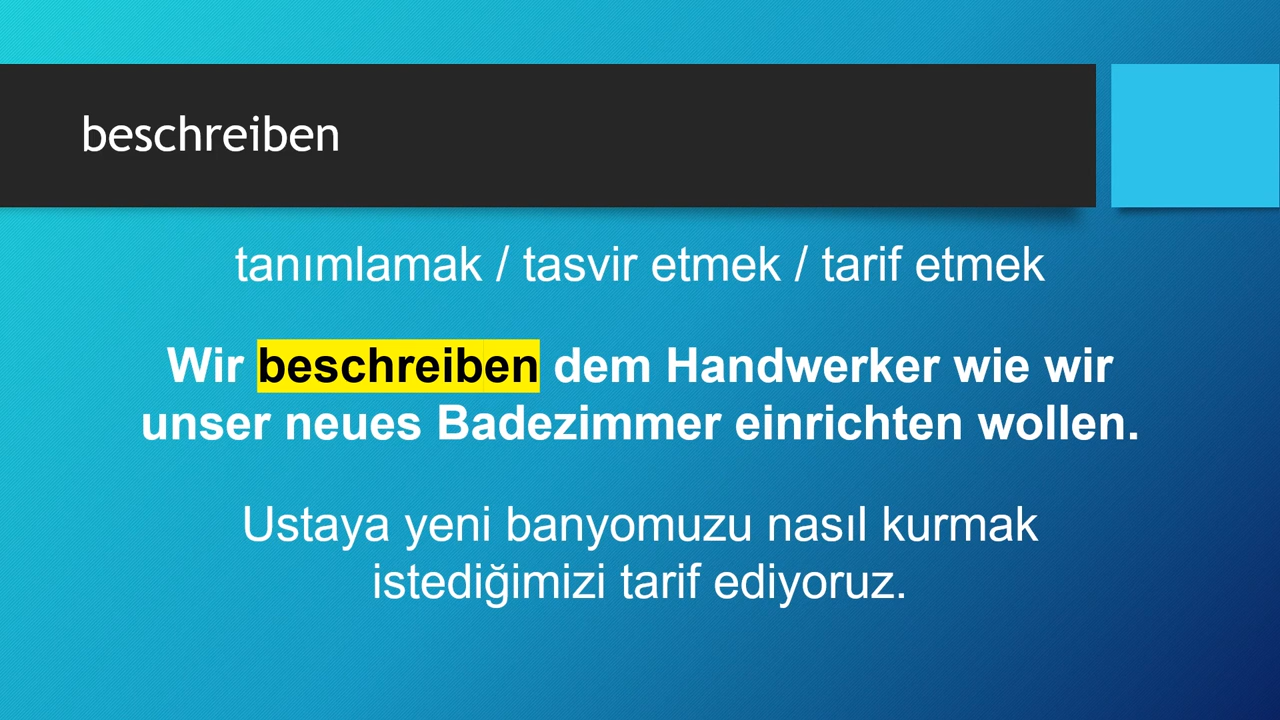 beschreiben
tanımlamak / tasvir etmek / tarif etmek
Wir beschreiben dem Handwerker wie wir
unser neues Badezimmer einrichten wollen.
Ustaya yeni banyomuzu nasıl kurmak
istediğimizi tarif ediyoruz.